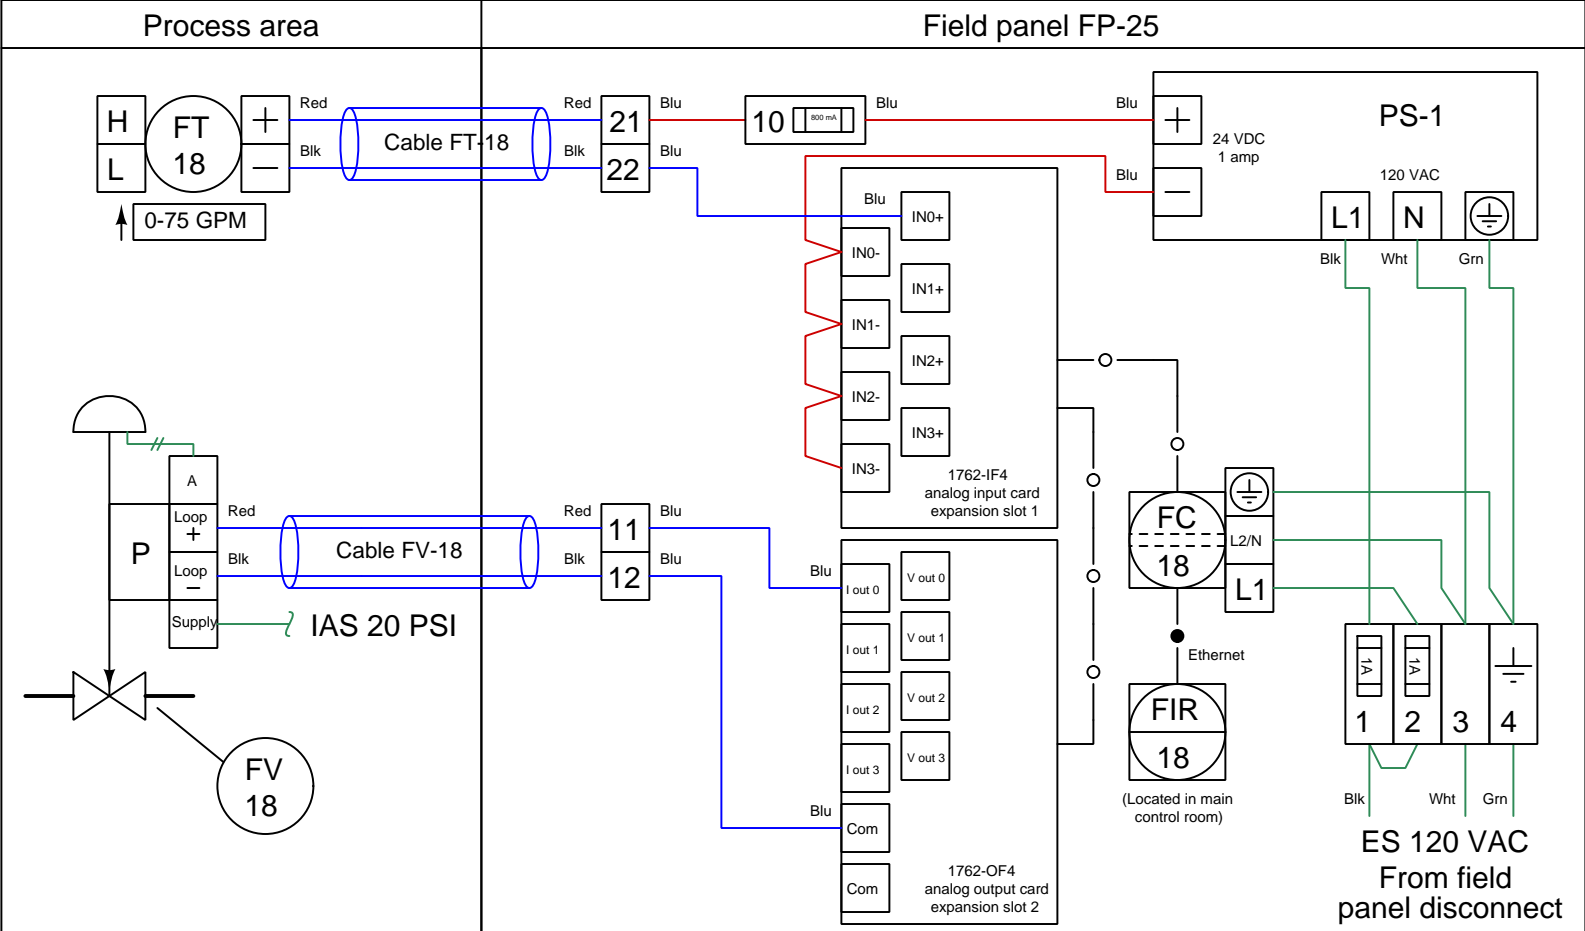 Process area
Field panel FP-25
H
L
FT
18
+
−
Red
Blk
Cable FT-18
Red
Blk
21
22
Blu
Blu
10
800 mA
Blu
Blu
Blu
+
−
24 VDC
1 amp
PS-1
120 VAC
L1
N
Blk
Wht
Grn
0-75 GPM
Blu
IN0+
IN0-
IN1+
IN1-
IN2+
IN2-
IN3+
IN3-
1762-IF4
analog input card
expansion slot 1
A
P
Loop
+
Loop
−
Supply
Red
Blk
Cable FV-18
Red
Blk
11
12
Blu
Blu
IAS 20 PSI
FV
18
Blu
I out 0
V out 0
I out 1
V out 1
I out 2
V out 2
I out 3
V out 3
Blu
Com
Com
1762-OF4
analog output card
expansion slot 2
FC
18
L2/N
L1
Ethernet
FIR
18
(Located in main
control room)
1A
1A
1
2
3
4
Blk
Wht
Grn
ES 120 VAC
From field
panel disconnect